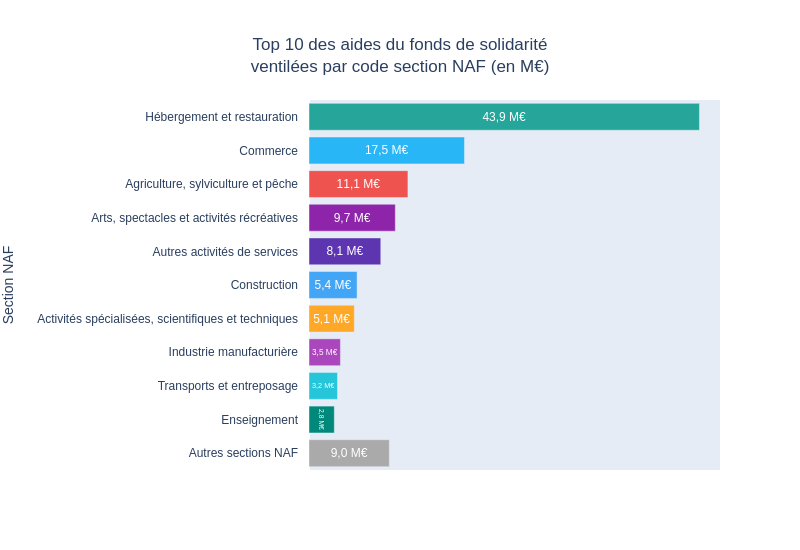 Top 10 des aides du fonds de solidarité
ventilées par code section NAF (en M€)
Section NAF
Hébergement et restauration 43,9 M€
Commerce 17,5 M€
Agriculture, sylviculture et pêche 11,1 M€
Arts, spectacles et activités récréatives 9,7 M€
Autres activités de services 8,1 M€
Construction 5,4 M€
Activités spécialisées, scientifiques et techniques 5,1 M€
Industrie manufacturière 3,5 M€
Transports et entreposage 3,2 M€
Enseignement 2,8 M€
Autres sections NAF 9,0 M€